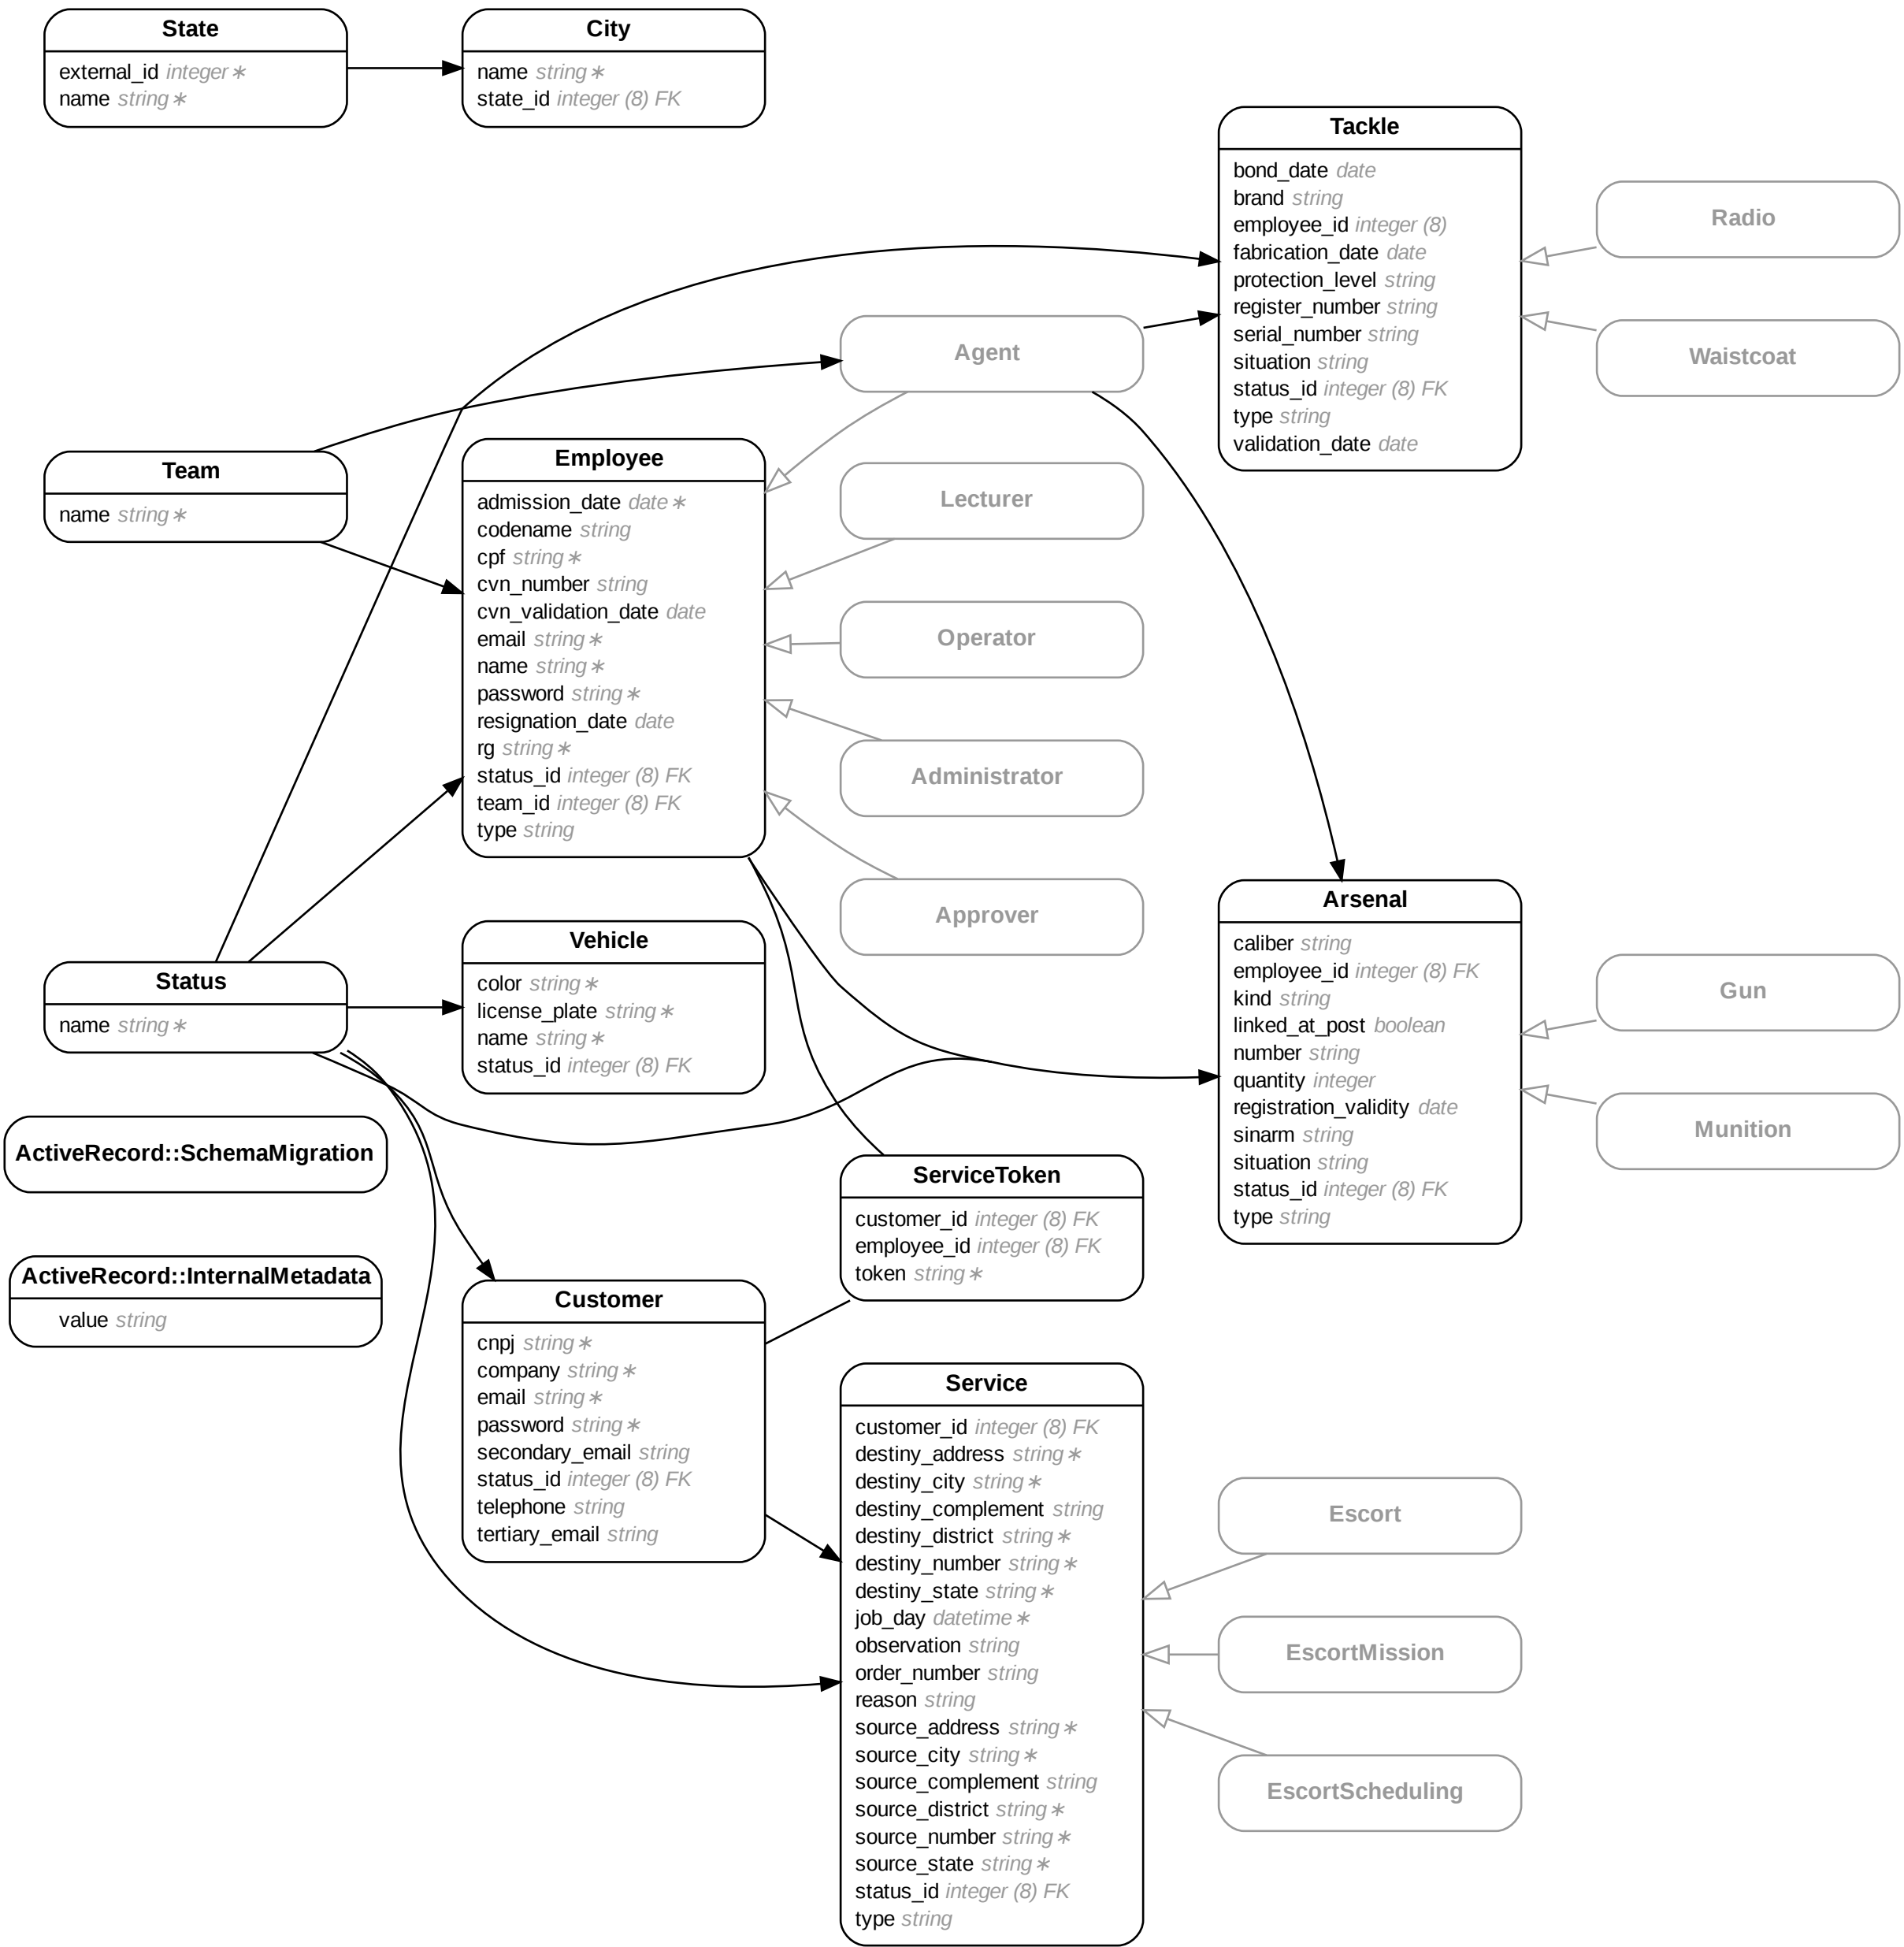 State
external_id integer ∗
name string ∗
City
name string ∗
state_id integer (8) FK
Tackle
bond_date date
brand string
employee_id integer (8)
fabrication_date date
protection_level string
register_number string
serial_number string
situation string
status_id integer (8) FK
type string
validation_date date
Radio
Waistcoat
Agent
Team
name string ∗
Employee
admission_date date ∗
codename string
cpf string ∗
cvn_number string
cvn_validation_date date
email string ∗
name string ∗
password string ∗
resignation_date date
rg string ∗
status_id integer (8) FK
team_id integer (8) FK
type string
Lecturer
Operator
Administrator
Approver
Status
name string ∗
Vehicle
color string ∗
license_plate string ∗
name string ∗
status_id integer (8) FK
Arsenal
caliber string
employee_id integer (8) FK
kind string
linked_at_post boolean
number string
quantity integer
registration_validity date
sinarm string
situation string
status_id integer (8) FK
type string
Gun
Munition
ActiveRecord::SchemaMigration
ActiveRecord::InternalMetadata
value string
ServiceToken
customer_id integer (8) FK
employee_id integer (8) FK
token string ∗
Customer
cnpj string ∗
company string ∗
email string ∗
password string ∗
secondary_email string
status_id integer (8) FK
telephone string
tertiary_email string
Service
customer_id integer (8) FK
destiny_address string ∗
destiny_city string ∗
destiny_complement string
destiny_district string ∗
destiny_number string ∗
destiny_state string ∗
job_day datetime ∗
observation string
order_number string
reason string
source_address string ∗
source_city string ∗
source_complement string
source_district string ∗
source_number string ∗
source_state string ∗
status_id integer (8) FK
type string
Escort
EscortMission
EscortScheduling